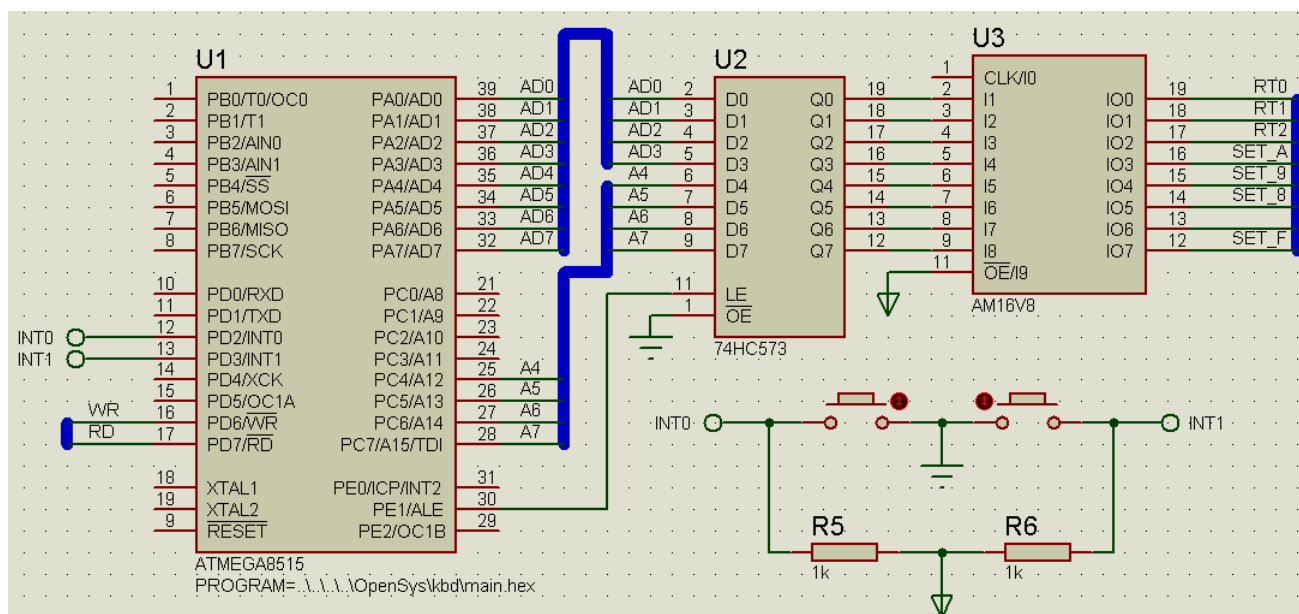 U1
1 PB0/T0/OC0 PA0/AD0 39 AD0
2 PB1/T1 PA1/AD1 38 AD1
3 PB2/AIN0 PA2/AD2 37 AD2
4 PB3/AIN1 PA3/AD3 36 AD3
5 PB4/SS PA4/AD4 35 AD4
6 PB5/MOSI PA5/AD5 34 AD5
7 PB6/MISO PA6/AD6 33 AD6
8 PB7/SCK PA7/AD7 32 AD7
10 PD0/RXD PC0/A8 21
11 PD1/TXD PC1/A9 22
INT0 12 PD2/INT0 PC2/A10 23
INT1 13 PD3/INT1 PC3/A11 24
14 PD4/XCK PC4/A12 25 A4
15 PD5/OC1A PC5/A13 26 A5
WR 16 PD6/WR PC6/A14 27 A6
RD 17 PD7/RD PC7/A15/TDI 28 A7
18 XTAL1 PE0/ICP/INT2 31
19 XTAL2 PE1/ALE 30
9 RESET PE2/OC1B 29
ATMEGA8515
PROGRAM=..\..\..\..\OpenSys\kbd\main.hex
U2
AD0 2 D0 Q0 19
AD1 3 D1 Q1 18
AD2 4 D2 Q2 17
AD3 5 D3 Q3 16
A4 6 D4 Q4 15
A5 7 D5 Q5 14
A6 8 D6 Q6 13
A7 9 D7 Q7 12
11 LE
1 OE
74HC573
U3
1 CLK/I0
2 I1 IO0 19 RT0
3 I2 IO1 18 RT1
4 I3 IO2 17 RT2
5 I4 IO3 16 SET_A
6 I5 IO4 15 SET_9
7 I6 IO5 14 SET_8
8 I7 IO6 13
9 I8 IO7 12 SET_F
11 OE/I9
AM16V8
INT0 INT1
R5 R6
1k 1k